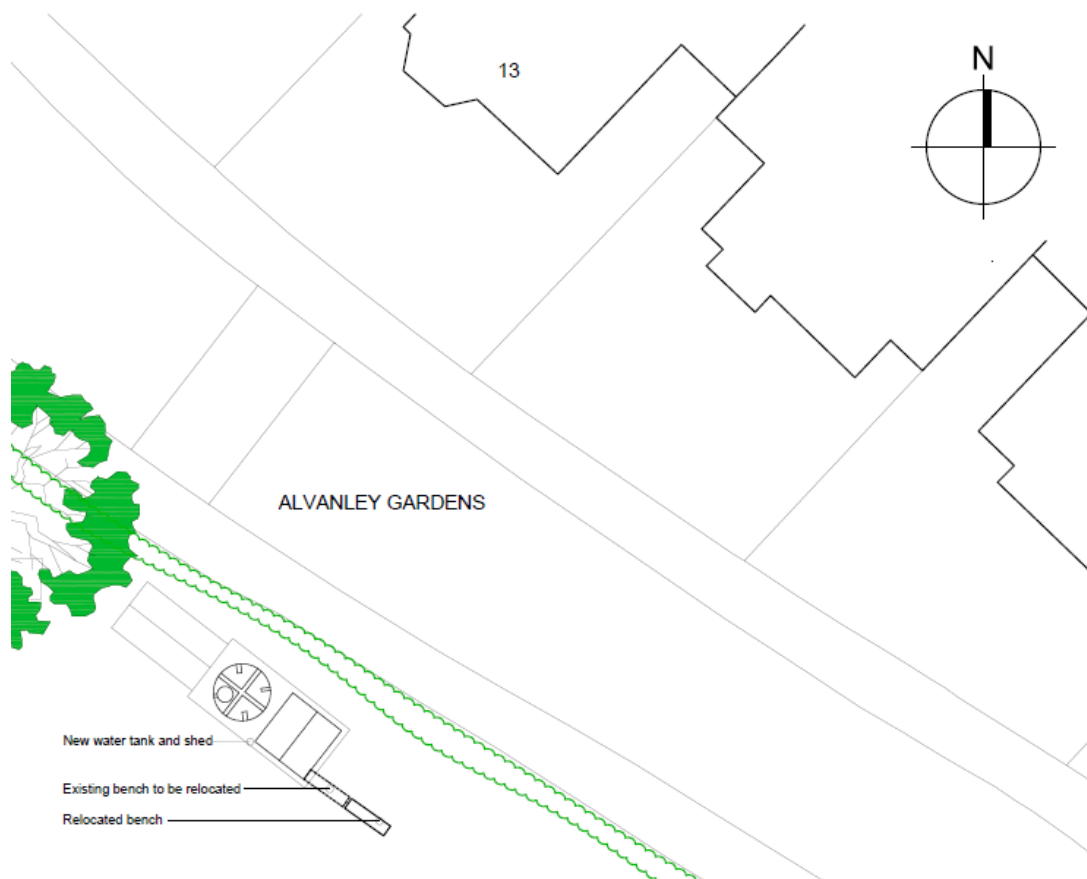 13
N
ALVANLEY GARDENS
New water tank and shed
Existing bench to be relocated
Relocated bench